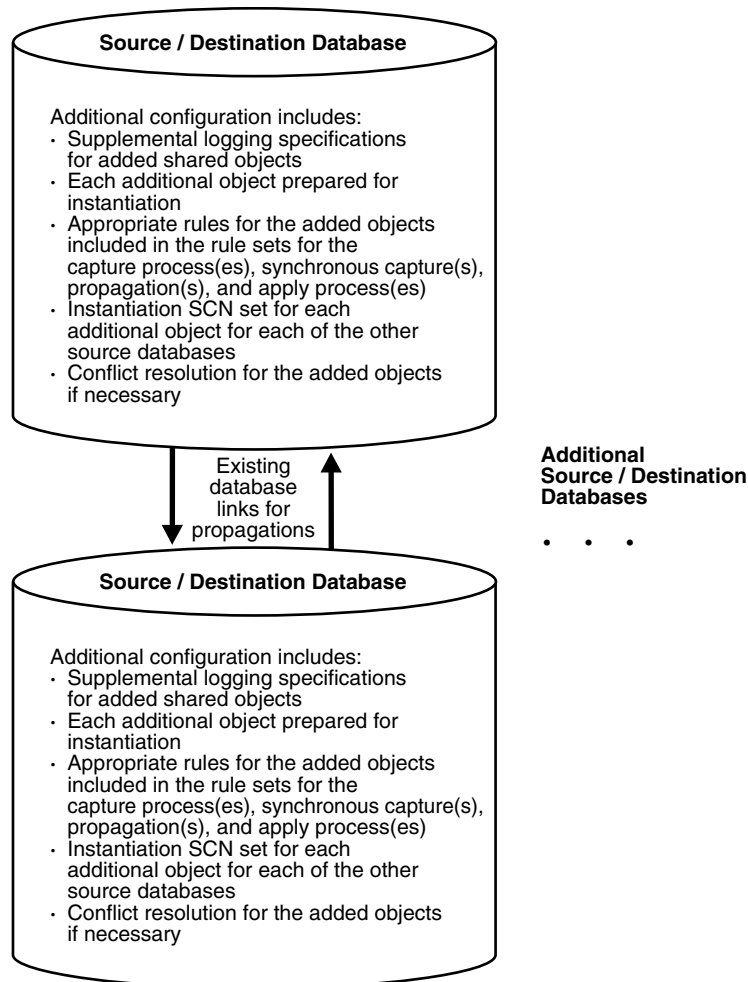 Source / Destination Database
Additional configuration includes:
· Supplemental logging specifications
for added shared objects
· Each additional object prepared for
instantiation
· Appropriate rules for the added objects
included in the rule sets for the
capture process(es), synchronous capture(s),
propagation(s), and apply process(es)
· Instantiation SCN set for each
additional object for each of the other
source databases
· Conflict resolution for the added objects
if necessary
Existing
database
links for
propagations
Additional
Source / Destination
Databases
. . .
Source / Destination Database
Additional configuration includes:
· Supplemental logging specifications
for added shared objects
· Each additional object prepared for
instantiation
· Appropriate rules for the added objects
included in the rule sets for the
capture process(es), synchronous capture(s),
propagation(s), and apply process(es)
· Instantiation SCN set for each
additional object for each of the other
source databases
· Conflict resolution for the added objects
if necessary